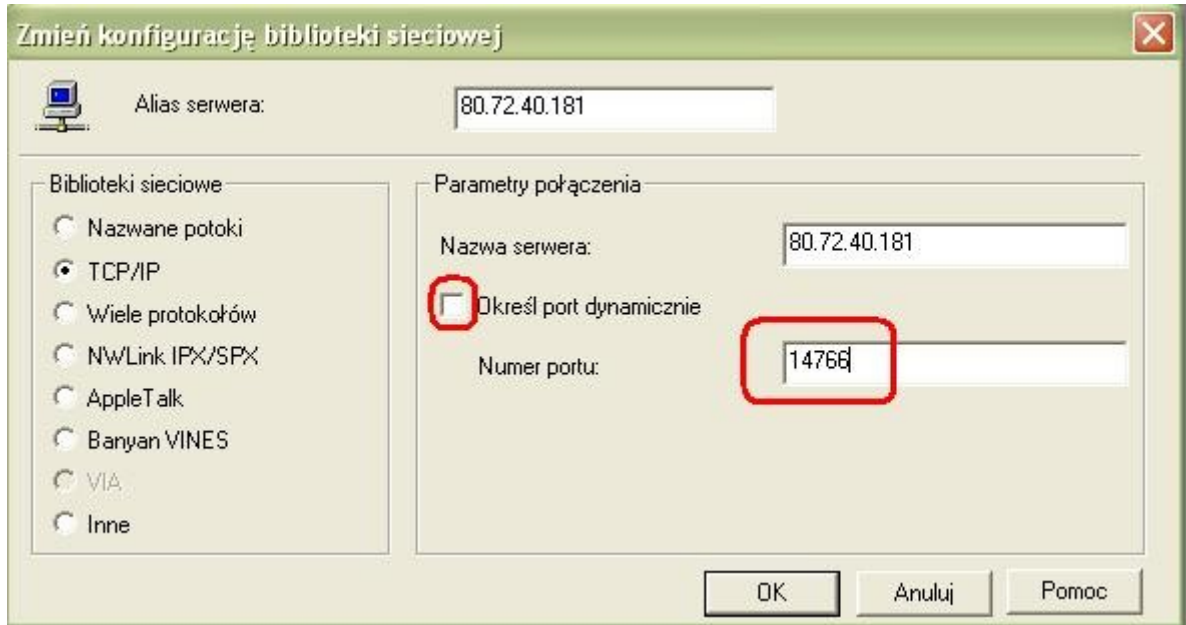 Zmień konfigurację biblioteki sieciowej
Alias serwera: 80.72.40.181
Biblioteki sieciowe
Nazwane potoki
TCP/IP
Wiele protokołów
NWLink IPX/SPX
AppleTalk
Banyan VINES
VIA
Inne
Parametry połączenia
Nazwa serwera: 80.72.40.181
Określ port dynamicznie
Numer portu: 14766
OK Anuluj Pomoc